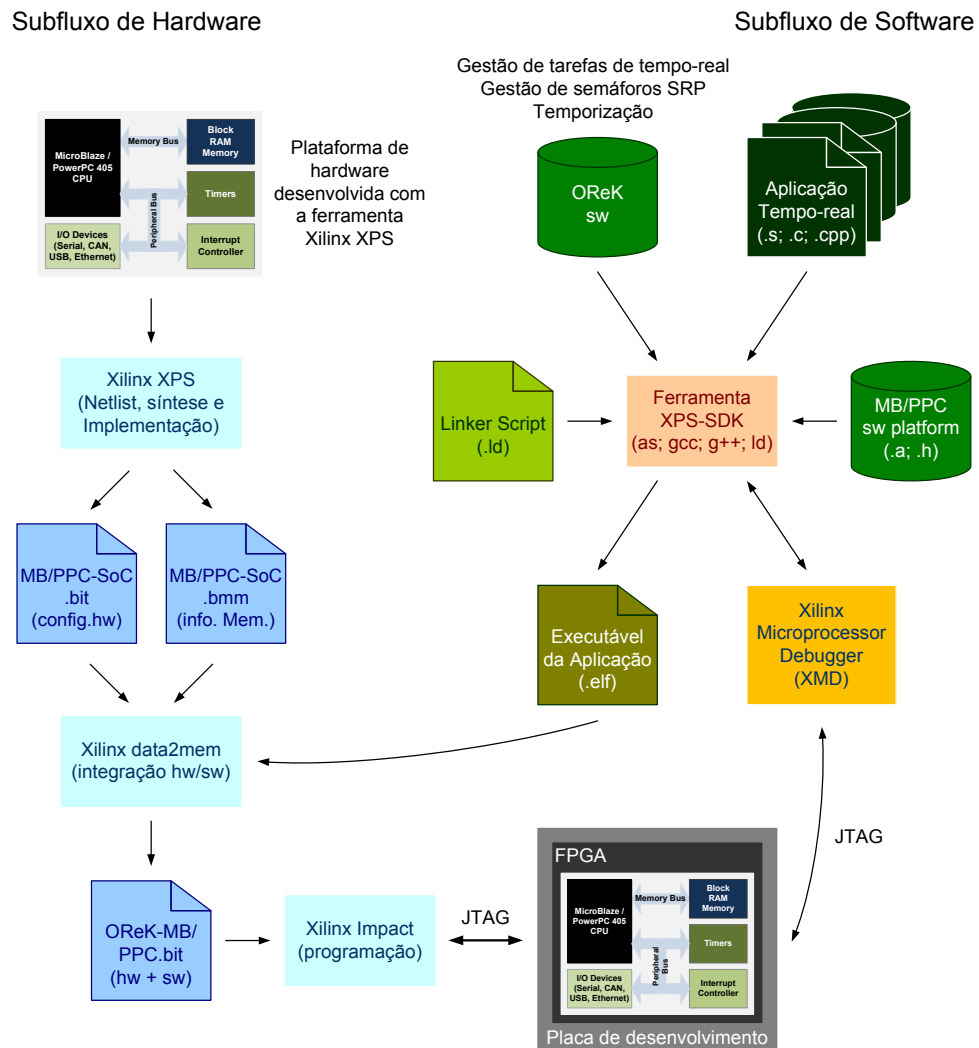 Subfluxo de Hardware
Subfluxo de Software
Gestão de tarefas de tempo-real
Gestão de semáforos SRP
Temporização
MicroBlaze /
PowerPC 405
CPU
Memory Bus
Block
RAM
Memory
Timers
Peripheral Bus
I/O Devices
(Serial, CAN,
USB, Ethernet)
Interrupt
Controller
Plataforma de
hardware
desenvolvida com
a ferramenta
Xilinx XPS
OReK
sw
Aplicação
Tempo-real
(.s; .c; .cpp)
Xilinx XPS
(Netlist, síntese e
Implementação)
Linker Script
(.ld)
Ferramenta
XPS-SDK
(as; gcc; g++; ld)
MB/PPC
sw platform
(.a; .h)
MB/PPC-SoC
.bit
(config.hw)
MB/PPC-SoC
.bmm
(info. Mem.)
Executável
da Aplicação
(.elf)
Xilinx
Microprocessor
Debugger
(XMD)
Xilinx data2mem
(integração hw/sw)
JTAG
OReK-MB/
PPC.bit
(hw + sw)
Xilinx Impact
(programação)
JTAG
FPGA
MicroBlaze /
PowerPC 405
CPU
Memory Bus
Block
RAM
Memory
Timers
Peripheral
Bus
I/O Devices
(Serial, CAN,
USB, Ethernet)
Interrupt
Controller
Placa de desenvolvimento